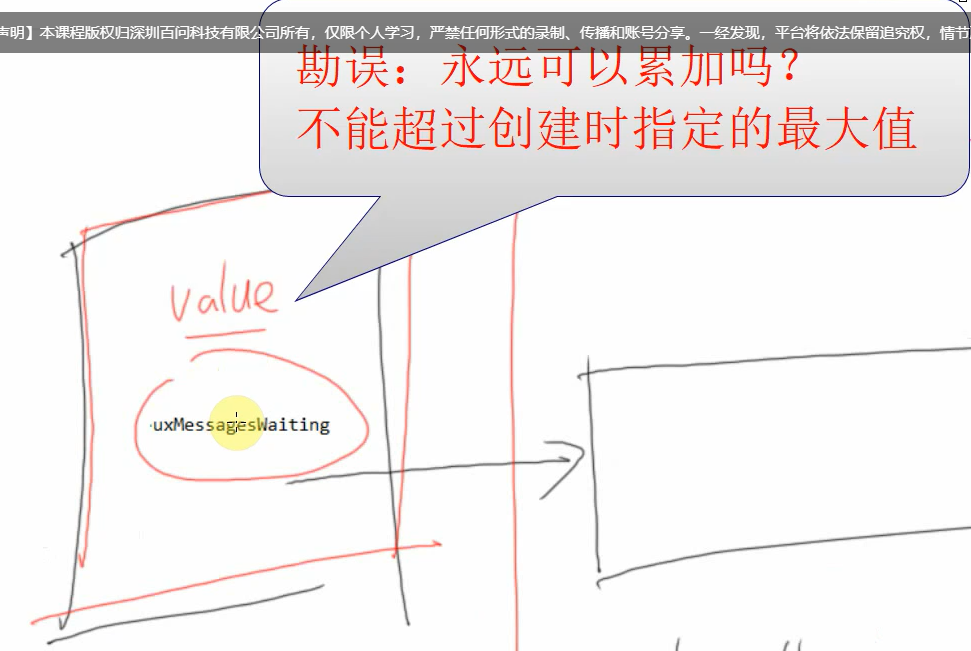 声明】本课程版权归深圳百问科技有限公司所有，仅限个人学习，严禁任何形式的录制、传播和账号分享。一经发现，平台将依法保留追究权，情节
勘误：永远可以累加吗？
不能超过创建时指定的最大值
value
uxMessagesWaiting